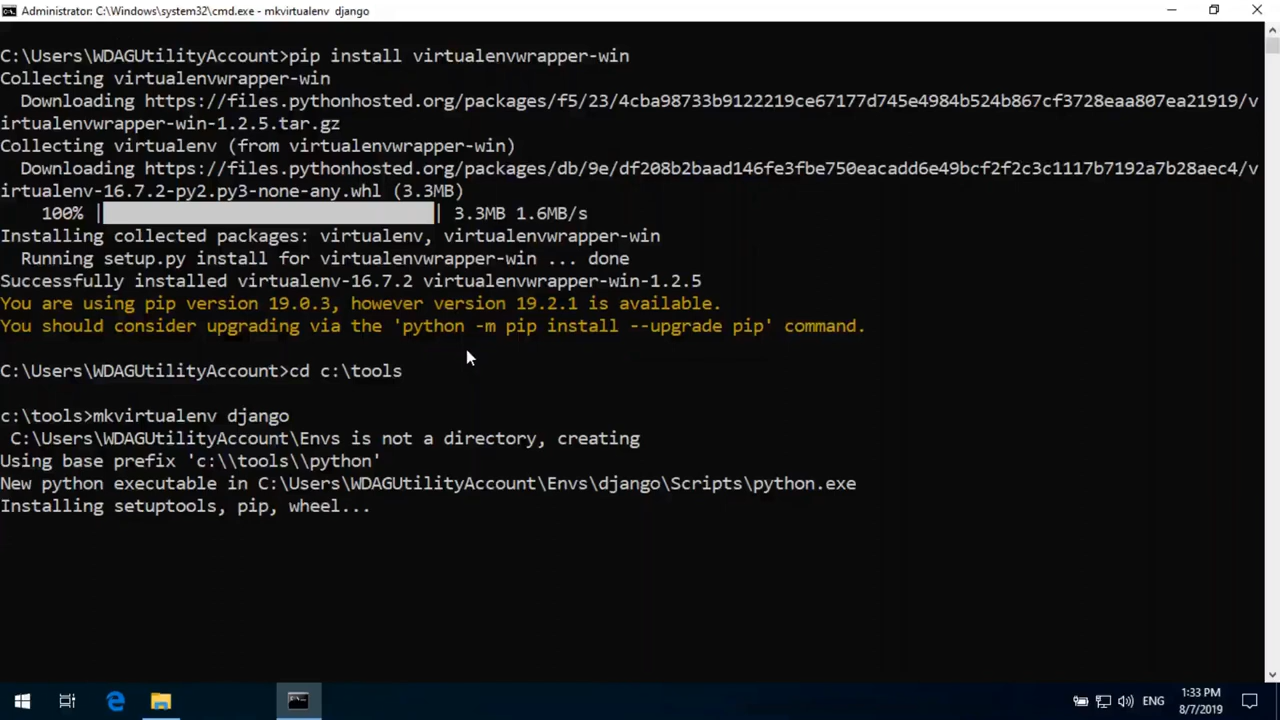 Administrator: C:\Windows\system32\cmd.exe - mkvirtualenv  django
C:\Users\WDAGUtilityAccount>pip install virtualenvwrapper-win
Collecting virtualenvwrapper-win
  Downloading https://files.pythonhosted.org/packages/f5/23/4cba98733b9122219ce67177d745e4984b524b867cf3728eaa807ea21919/v
irtualenvwrapper-win-1.2.5.tar.gz
Collecting virtualenv (from virtualenvwrapper-win)
  Downloading https://files.pythonhosted.org/packages/db/9e/df208b2baad146fe3fbe750eacadd6e49bcf2f2c3c1117b7192a7b28aec4/v
irtualenv-16.7.2-py2.py3-none-any.whl (3.3MB)
    100% |████████████████████████████████| 3.3MB 1.6MB/s
Installing collected packages: virtualenv, virtualenvwrapper-win
  Running setup.py install for virtualenvwrapper-win ... done
Successfully installed virtualenv-16.7.2 virtualenvwrapper-win-1.2.5
You are using pip version 19.0.3, however version 19.2.1 is available.
You should consider upgrading via the 'python -m pip install --upgrade pip' command.
C:\Users\WDAGUtilityAccount>cd c:\tools
c:\tools>mkvirtualenv django
 C:\Users\WDAGUtilityAccount\Envs is not a directory, creating
Using base prefix 'c:\\tools\\python'
New python executable in C:\Users\WDAGUtilityAccount\Envs\django\Scripts\python.exe
Installing setuptools, pip, wheel...
ENG
1:33 PM
8/7/2019